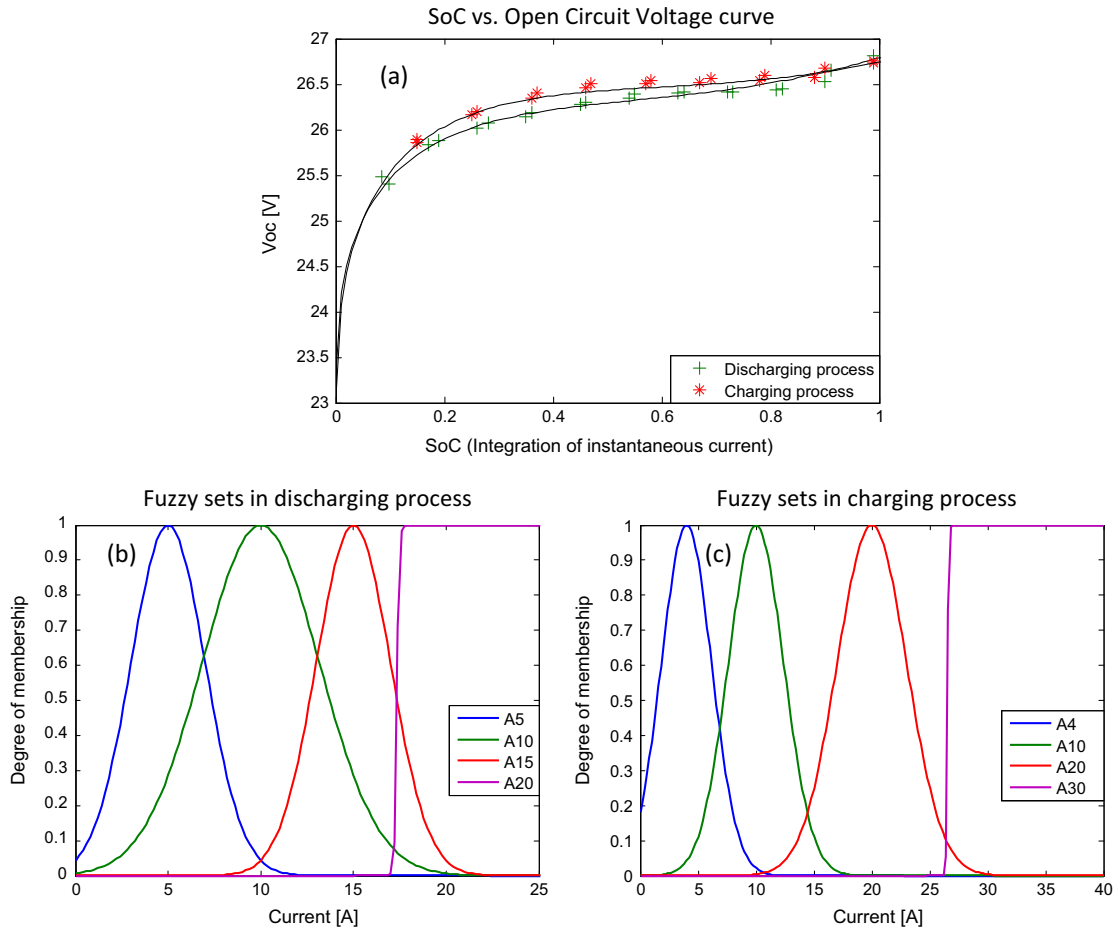 SoC vs. Open Circuit Voltage curve
(a)
27
26.5
26
25.5
25
24.5
24
23.5
23
Voc [V]
Discharging process
Charging process
0 0.2 0.4 0.6 0.8 1
SoC (Integration of instantaneous current)
Fuzzy sets in discharging process
(b)
1
0.9
0.8
0.7
0.6
0.5
0.4
0.3
0.2
0.1
0
Degree of membership
A5
A10
A15
A20
0 5 10 15 20 25
Current [A]
Fuzzy sets in charging process
(c)
1
0.9
0.8
0.7
0.6
0.5
0.4
0.3
0.2
0.1
0
Degree of membership
A4
A10
A20
A30
0 5 10 15 20 25 30 35 40
Current [A]